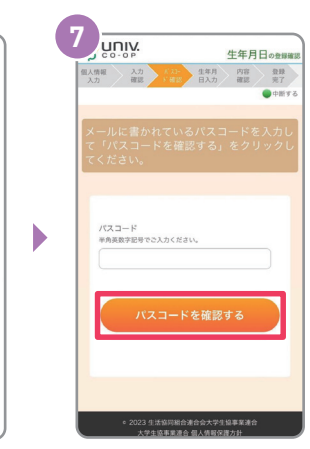 7
UNIV.
CO-OP
生年月日の登録確認
個人情報入力
入力確認
パスコード確認
生年月日入力
内容確認
登録完了
中断する
メールに書かれているパスコードを入力し
て「パスコードを確認する」をクリックし
てください。
パスコード
半角英数字記号でご入力ください。
パスコードを確認する
© 2023 生活協同組合連合会大学生協事業連合
大学生協事業連合 個人情報保護方針